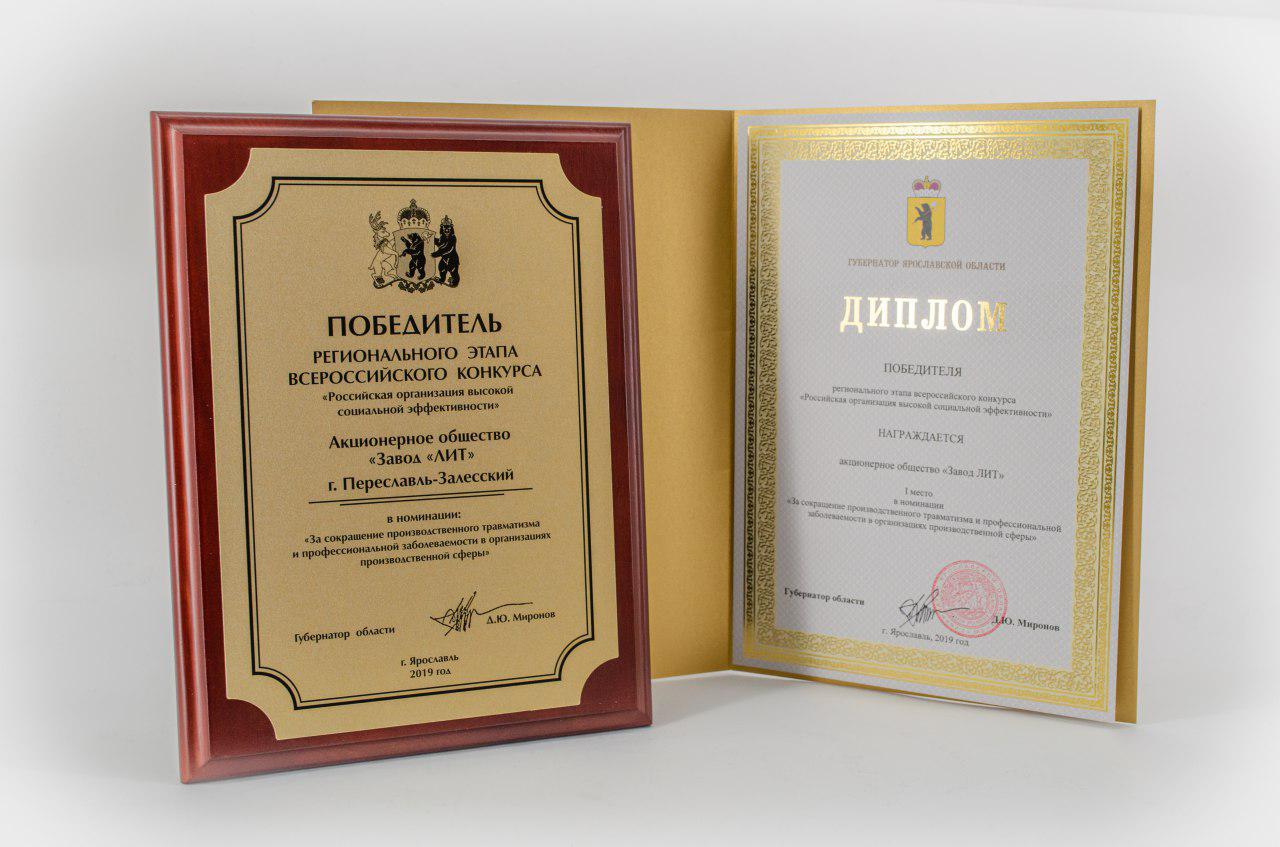 ПОБЕДИТЕЛЬ
РЕГИОНАЛЬНОГО ЭТАПА
ВСЕРОССИЙСКОГО КОНКУРСА
«Российская организация высокой
социальной эффективности»
Акционерное общество
«Завод «ЛИТ»
г. Переславль-Залесский
в номинации:
«За сокращение производственного травматизма
и профессиональной заболеваемости в организациях
производственной сферы»
Губернатор области
Д.Ю. Миронов
г. Ярославль
2019 год
ГУБЕРНАТОР ЯРОСЛАВСКОЙ ОБЛАСТИ
ДИПЛОМ
ПОБЕДИТЕЛЯ
регионального этапа всероссийского конкурса
«Российская организация высокой социальной эффективности»
НАГРАЖДАЕТСЯ
акционерное общество «Завод ЛИТ»
I место
в номинации
«За сокращение производственного травматизма и профессиональной
заболеваемости в организациях производственной сферы»
Губернатор области
Д.Ю. Миронов
г. Ярославль, 2019 год